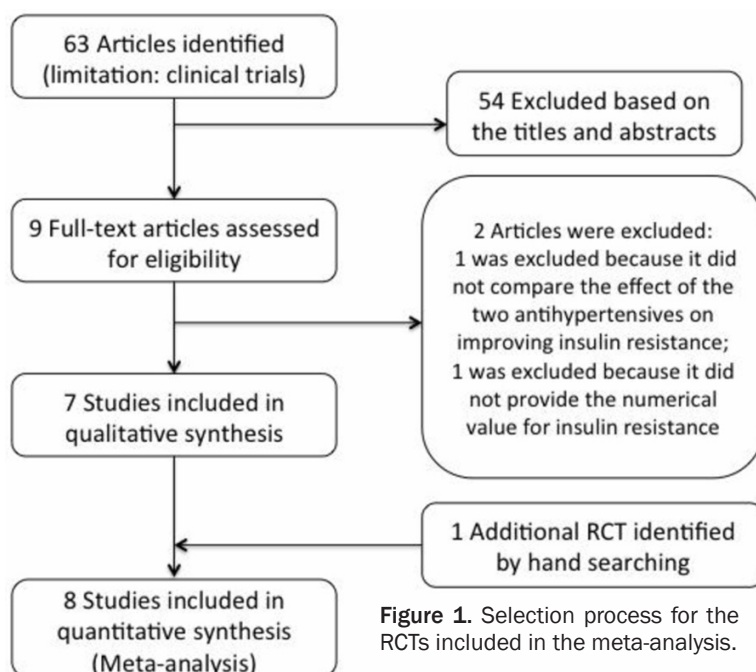 63 Articles identified
(limitation: clinical trials)
54 Excluded based on
the titles and abstracts
9 Full-text articles assessed
for eligibility
2 Articles were excluded:
1 was excluded because it did
not compare the effect of the
two antihypertensives on
improving insulin resistance;
1 was excluded because it did
not provide the numerical
value for insulin resistance
7 Studies included in
qualitative synthesis
1 Additional RCT identified
by hand searching
8 Studies included in
quantitative synthesis
(Meta-analysis)
Figure 1. Selection process for the
RCTs included in the meta-analysis.